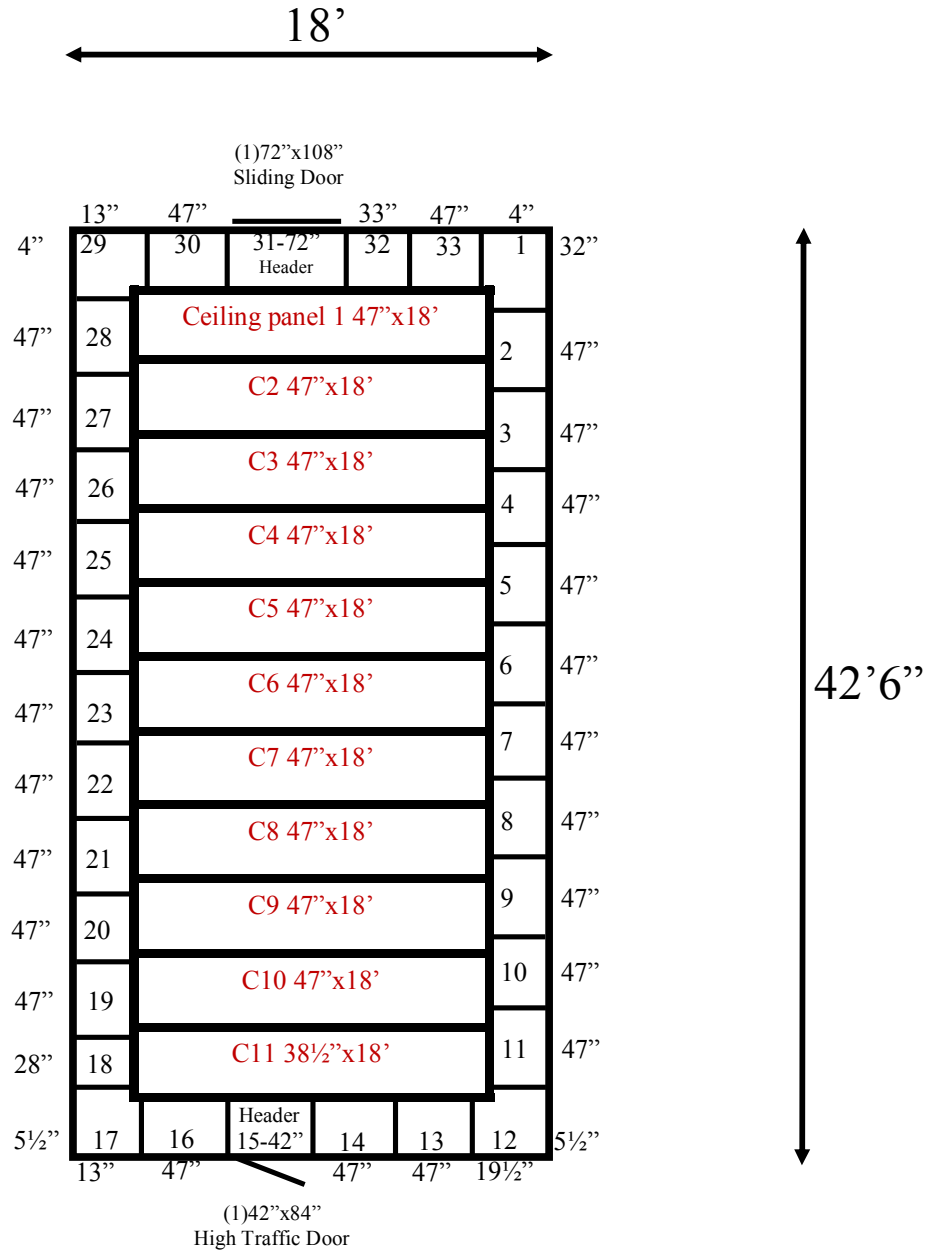 18’
(1)72”x108”
Sliding Door
13” 47” 33” 47” 4”
4” 29 30 31-72” 32 33 1 32”
Header
Ceiling panel 1 47”x18’
47” 28 2 47”
C2 47”x18’
47” 27 3 47”
C3 47”x18’
47” 26 4 47”
C4 47”x18’
47” 25 5 47”
C5 47”x18’
47” 24 6 47”
C6 47”x18’
42’6”
47” 23 7 47”
C7 47”x18’
47” 22 8 47”
C8 47”x18’
47” 21 9 47”
C9 47”x18’
47” 20 10 47”
C10 47”x18’
47” 19 11 47”
C11 38½”x18’
28” 18
Header
5½” 17 16 15-42” 14 13 12 5½”
13” 47” 47” 47” 19½”
(1)42”x84”
High Traffic Door